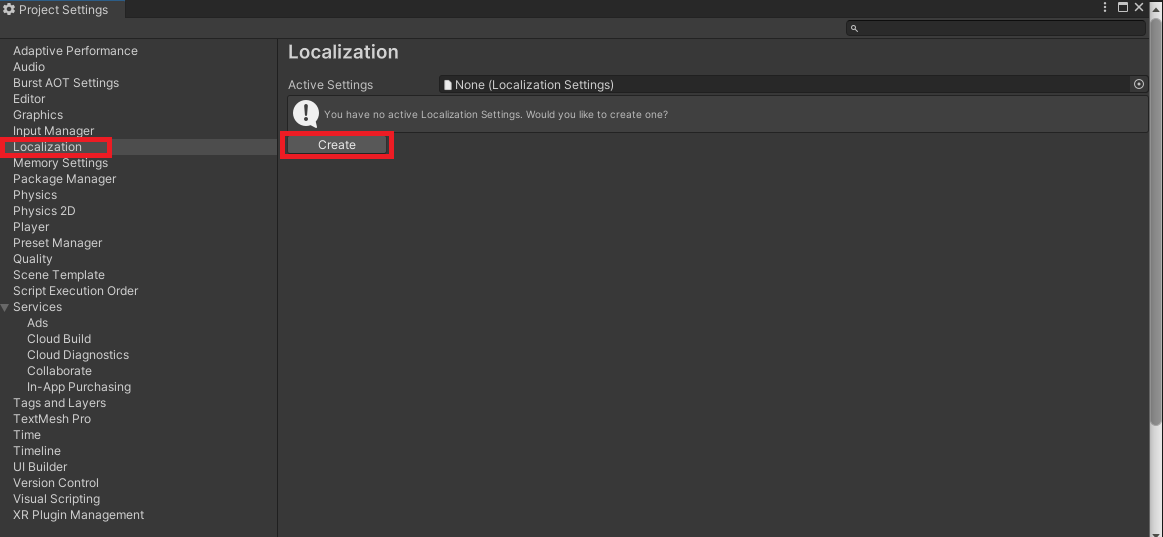 Project Settings
Adaptive Performance
Audio
Burst AOT Settings
Editor
Graphics
Input Manager
Localization
Memory Settings
Package Manager
Physics
Physics 2D
Player
Preset Manager
Quality
Scene Template
Script Execution Order
Services
Ads
Cloud Build
Cloud Diagnostics
Collaborate
In-App Purchasing
Tags and Layers
TextMesh Pro
Time
Timeline
UI Builder
Version Control
Visual Scripting
XR Plugin Management
Localization
Active Settings None (Localization Settings)
You have no active Localization Settings. Would you like to create one?
Create